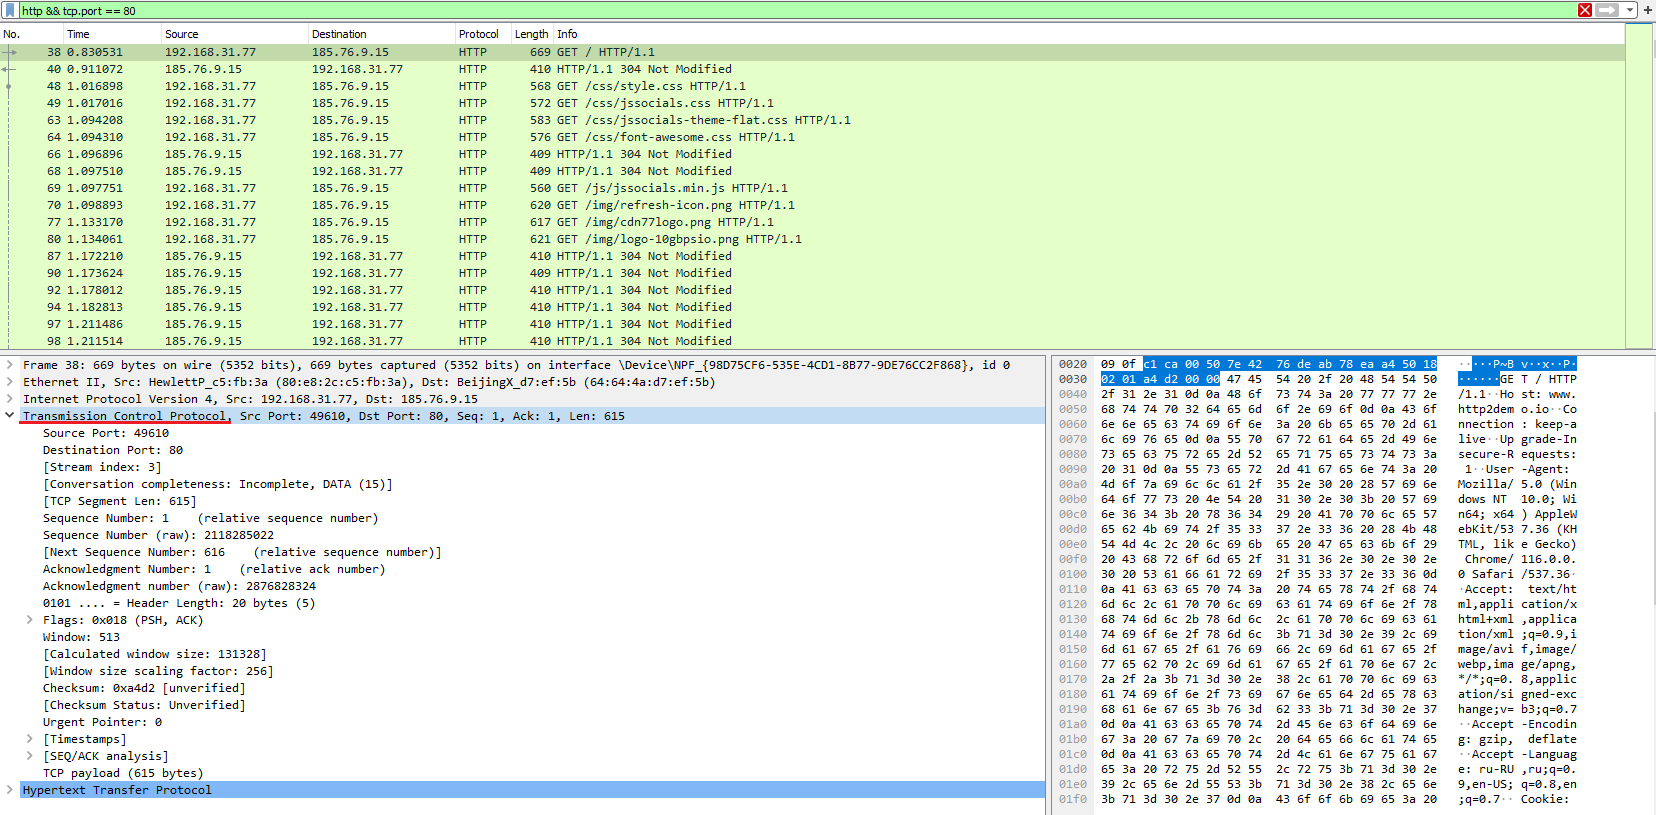 http && tcp.port == 80
No. Time Source Destination Protocol Length Info
38 0.830531 192.168.31.77 185.76.9.15 HTTP 669 GET / HTTP/1.1
40 0.911072 185.76.9.15 192.168.31.77 HTTP 410 HTTP/1.1 304 Not Modified
48 1.016898 192.168.31.77 185.76.9.15 HTTP 568 GET /css/style.css HTTP/1.1
49 1.017016 192.168.31.77 185.76.9.15 HTTP 572 GET /css/jssocials.css HTTP/1.1
63 1.094208 192.168.31.77 185.76.9.15 HTTP 583 GET /css/jssocials-theme-flat.css HTTP/1.1
64 1.094310 192.168.31.77 185.76.9.15 HTTP 576 GET /css/font-awesome.css HTTP/1.1
66 1.096896 185.76.9.15 192.168.31.77 HTTP 409 HTTP/1.1 304 Not Modified
68 1.097510 185.76.9.15 192.168.31.77 HTTP 409 HTTP/1.1 304 Not Modified
69 1.097751 192.168.31.77 185.76.9.15 HTTP 560 GET /js/jssocials.min.js HTTP/1.1
70 1.098893 192.168.31.77 185.76.9.15 HTTP 620 GET /img/refresh-icon.png HTTP/1.1
77 1.133170 192.168.31.77 185.76.9.15 HTTP 617 GET /img/cdn77logo.png HTTP/1.1
80 1.134061 192.168.31.77 185.76.9.15 HTTP 621 GET /img/logo-10gbpsio.png HTTP/1.1
87 1.172210 185.76.9.15 192.168.31.77 HTTP 410 HTTP/1.1 304 Not Modified
90 1.173624 185.76.9.15 192.168.31.77 HTTP 409 HTTP/1.1 304 Not Modified
92 1.178012 185.76.9.15 192.168.31.77 HTTP 410 HTTP/1.1 304 Not Modified
94 1.182813 185.76.9.15 192.168.31.77 HTTP 410 HTTP/1.1 304 Not Modified
97 1.211486 185.76.9.15 192.168.31.77 HTTP 410 HTTP/1.1 304 Not Modified
98 1.211514 185.76.9.15 192.168.31.77 HTTP 410 HTTP/1.1 304 Not Modified
Frame 38: 669 bytes on wire (5352 bits), 669 bytes captured (5352 bits) on interface \Device\NPF_{98D75CF6-535E-4CD1-8B77-9DE76CC2F868}, id 0
Ethernet II, Src: HewlettP_c5:fb:3a (80:e8:2c:c5:fb:3a), Dst: BeijingX_d7:ef:5b (64:64:4a:d7:ef:5b)
Internet Protocol Version 4, Src: 192.168.31.77, Dst: 185.76.9.15
Transmission Control Protocol, Src Port: 49610, Dst Port: 80, Seq: 1, Ack: 1, Len: 615
Source Port: 49610
Destination Port: 80
[Stream index: 3]
[Conversation completeness: Incomplete, DATA (15)]
[TCP Segment Len: 615]
Sequence Number: 1 (relative sequence number)
Sequence Number (raw): 2118285022
[Next Sequence Number: 616 (relative sequence number)]
Acknowledgment Number: 1 (relative ack number)
Acknowledgment number (raw): 2876828324
0101 .... = Header Length: 20 bytes (5)
Flags: 0x018 (PSH, ACK)
Window: 513
[Calculated window size: 131328]
[Window size scaling factor: 256]
Checksum: 0xa4d2 [unverified]
[Checksum Status: Unverified]
Urgent Pointer: 0
[Timestamps]
[SEQ/ACK analysis]
TCP payload (615 bytes)
Hypertext Transfer Protocol
0020 09 0f c1 ca 00 50 7e 42 76 de ab 78 ea a4 50 18 ·····P~B v··x··P·
0030 02 01 a4 d2 00 00 47 45 54 20 2f 20 48 54 54 50 ······GE T / HTTP
0040 2f 31 2e 31 0d 0a 48 6f 73 74 3a 20 77 77 77 2e /1.1··Ho st: www.
0050 68 74 74 70 32 64 65 6d 6f 2e 69 6f 0d 0a 43 6f http2dem o.io··Co
0060 6e 6e 65 63 74 69 6f 6e 3a 20 6b 65 65 70 2d 61 nnection : keep-a
0070 6c 69 76 65 0d 0a 55 70 67 72 61 64 65 2d 49 6e live··Up grade-In
0080 73 65 63 75 72 65 2d 52 65 71 75 65 73 74 73 3a secure-R equests:
0090 20 31 0d 0a 55 73 65 72 2d 41 67 65 6e 74 3a 20 1··User -Agent:
00a0 4d 6f 7a 69 6c 6c 61 2f 35 2e 30 20 28 57 69 6e Mozilla/ 5.0 (Win
00b0 64 6f 77 73 20 4e 54 20 31 30 2e 30 3b 20 57 69 dows NT 10.0; Wi
00c0 6e 36 34 3b 20 78 36 34 29 20 41 70 70 6c 65 57 n64; x64 ) AppleW
00d0 65 62 4b 69 74 2f 35 33 37 2e 33 36 20 28 4b 48 ebKit/53 7.36 (KH
00e0 54 4d 4c 2c 20 6c 69 6b 65 20 47 65 63 6b 6f 29 TML, lik e Gecko)
00f0 20 43 68 72 6f 6d 65 2f 31 31 36 2e 30 2e 30 2e Chrome/ 116.0.0.
0100 30 20 53 61 66 61 72 69 2f 35 33 37 2e 33 36 0d 0 Safari /537.36·
0110 0a 41 63 63 65 70 74 3a 20 74 65 78 74 2f 68 74 ·Accept: text/ht
0120 6d 6c 2c 61 70 70 6c 69 63 61 74 69 6f 6e 2f 78 ml,appli cation/x
0130 68 74 6d 6c 2b 78 6d 6c 2c 61 70 70 6c 69 63 61 html+xml ,applica
0140 74 69 6f 6e 2f 78 6d 6c 3b 71 3d 30 2e 39 2c 69 tion/xml ;q=0.9,i
0150 6d 61 67 65 2f 61 76 69 66 2c 69 6d 61 67 65 2f mage/avi f,image/
0160 77 65 62 70 2c 69 6d 61 67 65 2f 61 70 6e 67 2c webp,ima ge/apng,
0170 2a 2f 2a 3b 71 3d 30 2e 38 2c 61 70 70 6c 69 63 */*;q=0. 8,applic
0180 61 74 69 6f 6e 2f 73 69 67 6e 65 64 2d 65 78 63 ation/si gned-exc
0190 68 61 6e 67 65 3b 76 3d 62 33 3b 71 3d 30 2e 37 hange;v= b3;q=0.7
01a0 0d 0a 41 63 63 65 70 74 2d 45 6e 63 6f 64 69 6e ··Accept -Encodin
01b0 67 3a 20 67 7a 69 70 2c 20 64 65 66 6c 61 74 65 g: gzip, deflate
01c0 0d 0a 41 63 63 65 70 74 2d 4c 61 6e 67 75 61 67 ··Accept -Languag
01d0 65 3a 20 72 75 2d 52 55 2c 72 75 3b 71 3d 30 2e e: ru-RU ,ru;q=0.
01e0 39 2c 65 6e 2d 55 53 3b 71 3d 30 2e 38 2c 65 6e 9,en-US; q=0.8,en
01f0 3b 71 3d 30 2e 37 0d 0a 43 6f 6f 6b 69 65 3a 20 ;q=0.7·· Cookie: